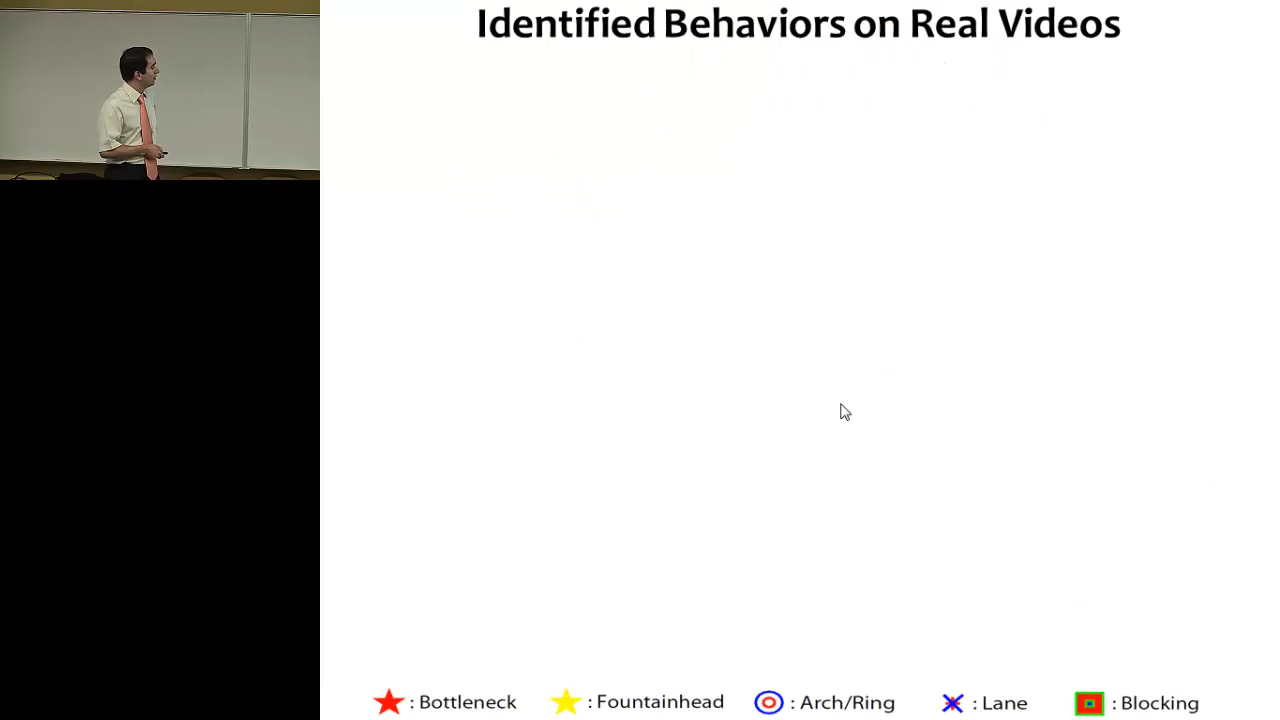 Identified Behaviors on Real Videos
: Bottleneck : Fountainhead : Arch/Ring : Lane : Blocking